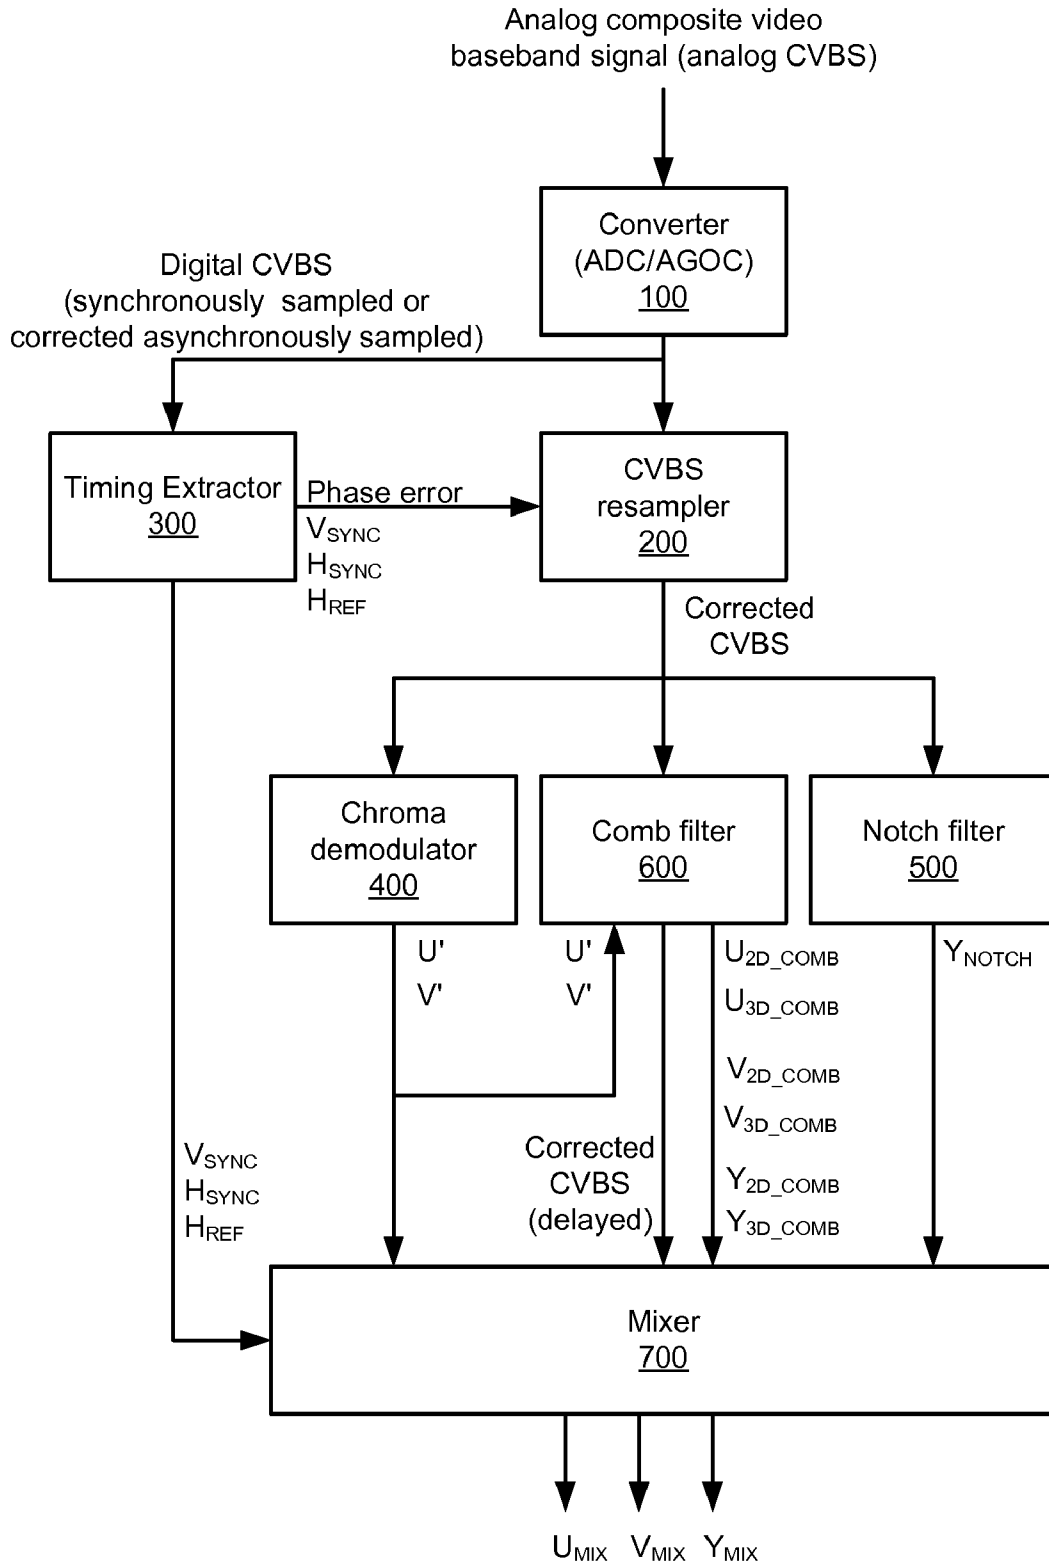 Analog composite video
baseband signal (analog CVBS)
Converter
(ADC/AGOC)
100
Digital CVBS
(synchronously sampled or
corrected asynchronously sampled)
Timing Extractor
300
Phase error
VSYNC
HSYNC
HREF
CVBS
resampler
200
Corrected
CVBS
Chroma
demodulator
400
Comb filter
600
Notch filter
500
U'
V'
U'
V'
U2D_COMB
U3D_COMB
V2D_COMB
V3D_COMB
Y2D_COMB
Y3D_COMB
YNOTCH
Corrected
CVBS
(delayed)
VSYNC
HSYNC
HREF
Mixer
700
UMIX VMIX YMIX